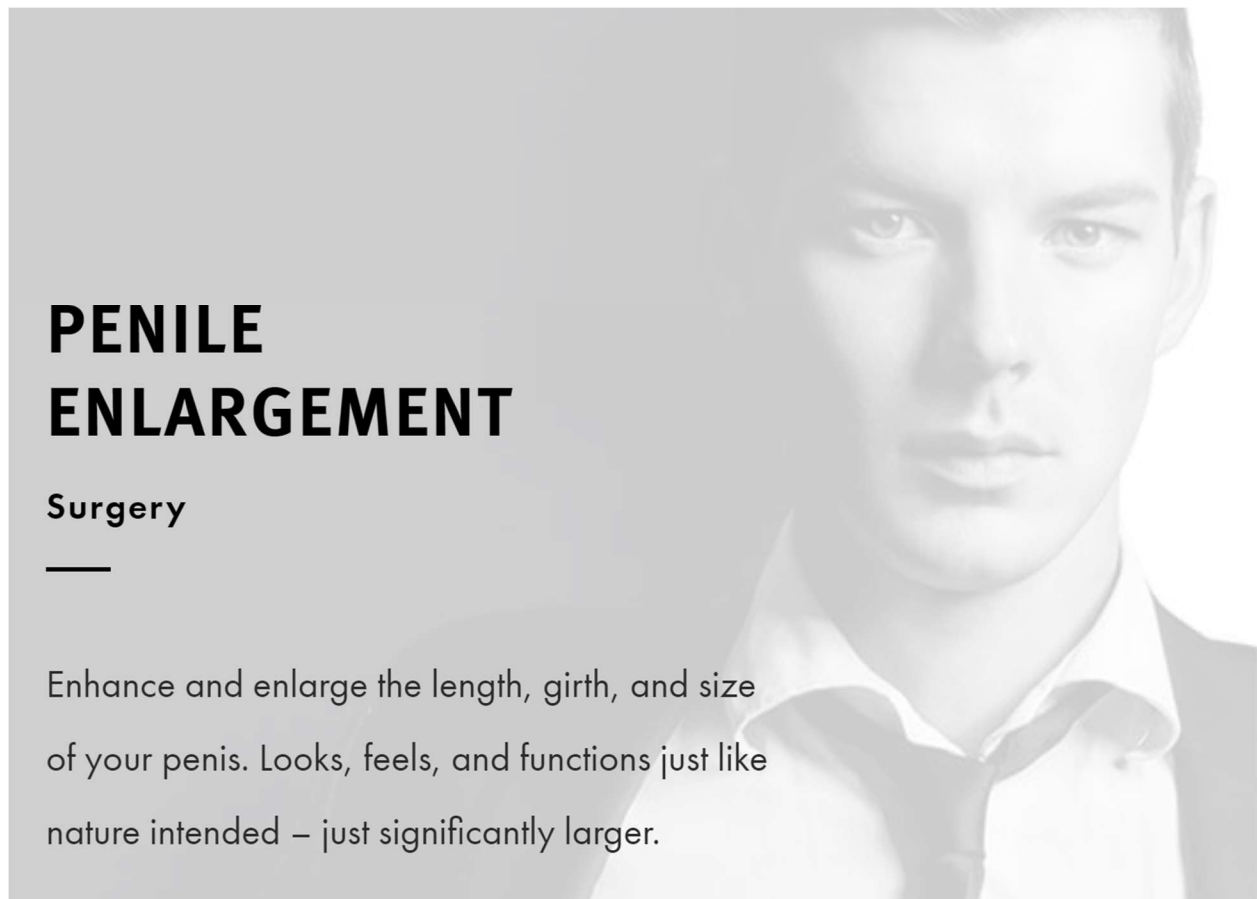 PENILE
ENLARGEMENT
Surgery
Enhance and enlarge the length, girth, and size
of your penis. Looks, feels, and functions just like
nature intended – just significantly larger.